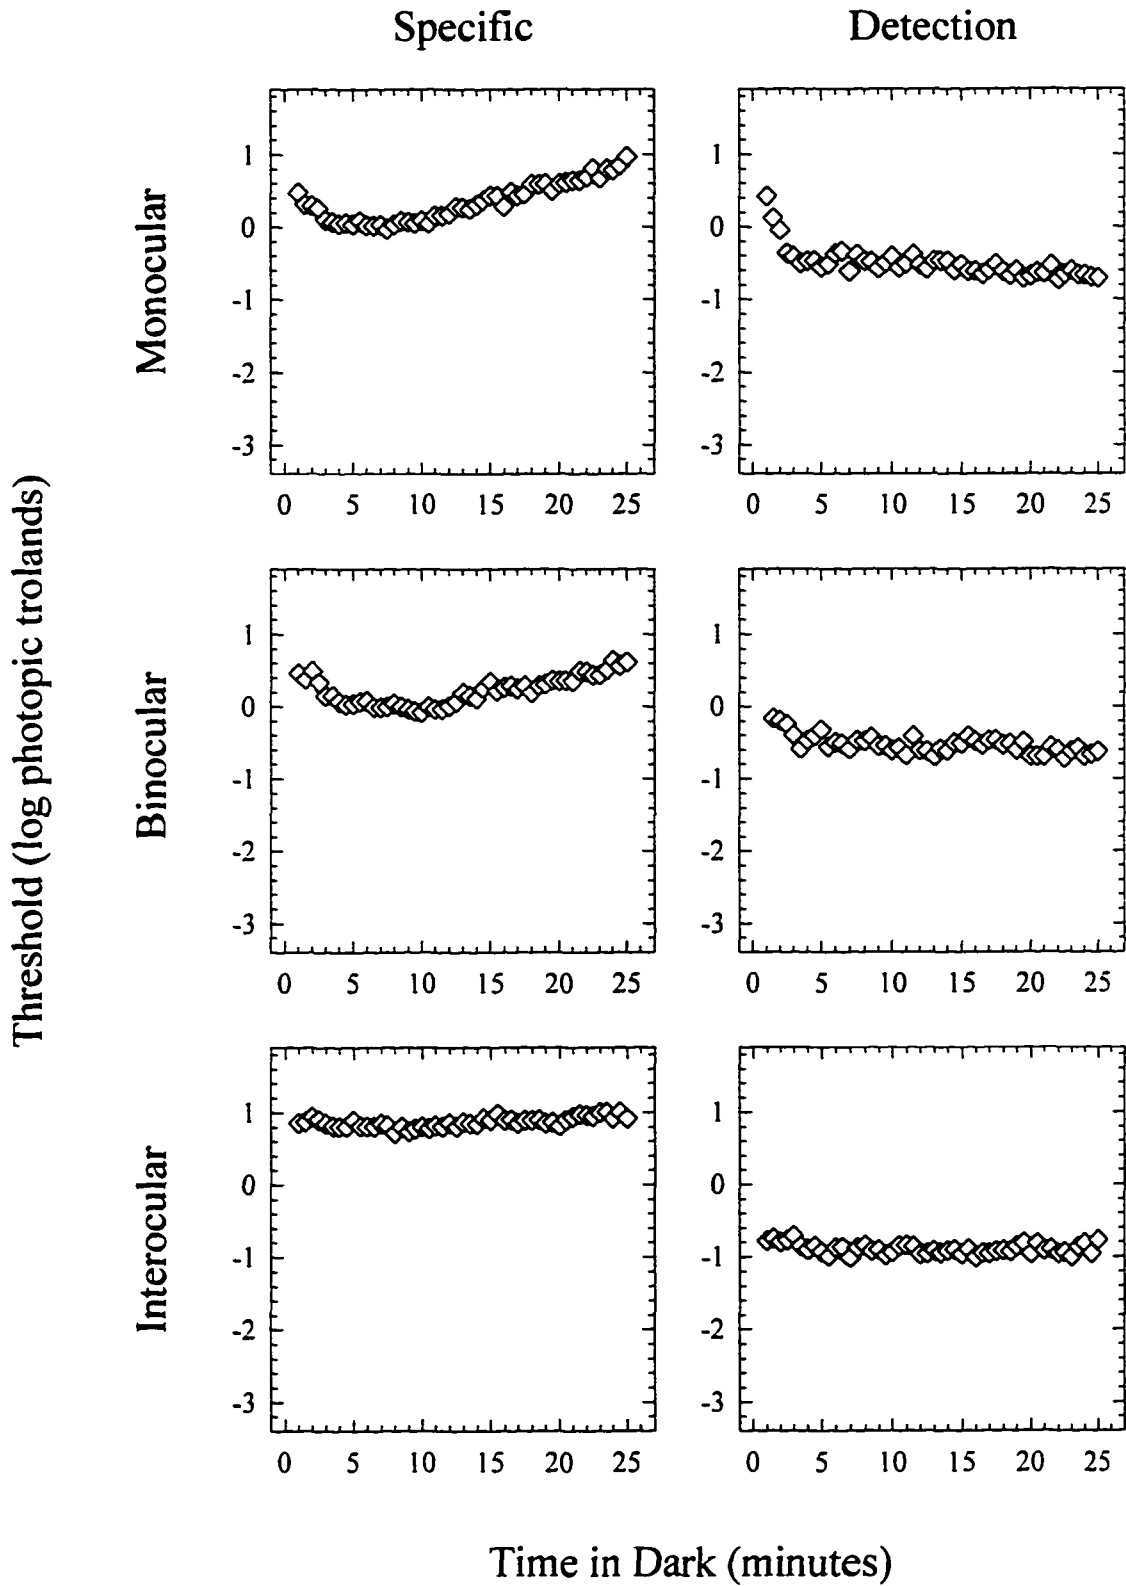 Specific Detection
Monocular
1 0 -1 -2 -3
0 5 10 15 20 25
1 0 -1 -2 -3
0 5 10 15 20 25
Threshold (log photopic trolands)
Binocular
1 0 -1 -2 -3
0 5 10 15 20 25
1 0 -1 -2 -3
0 5 10 15 20 25
Interocular
1 0 -1 -2 -3
0 5 10 15 20 25
1 0 -1 -2 -3
0 5 10 15 20 25
Time in Dark (minutes)